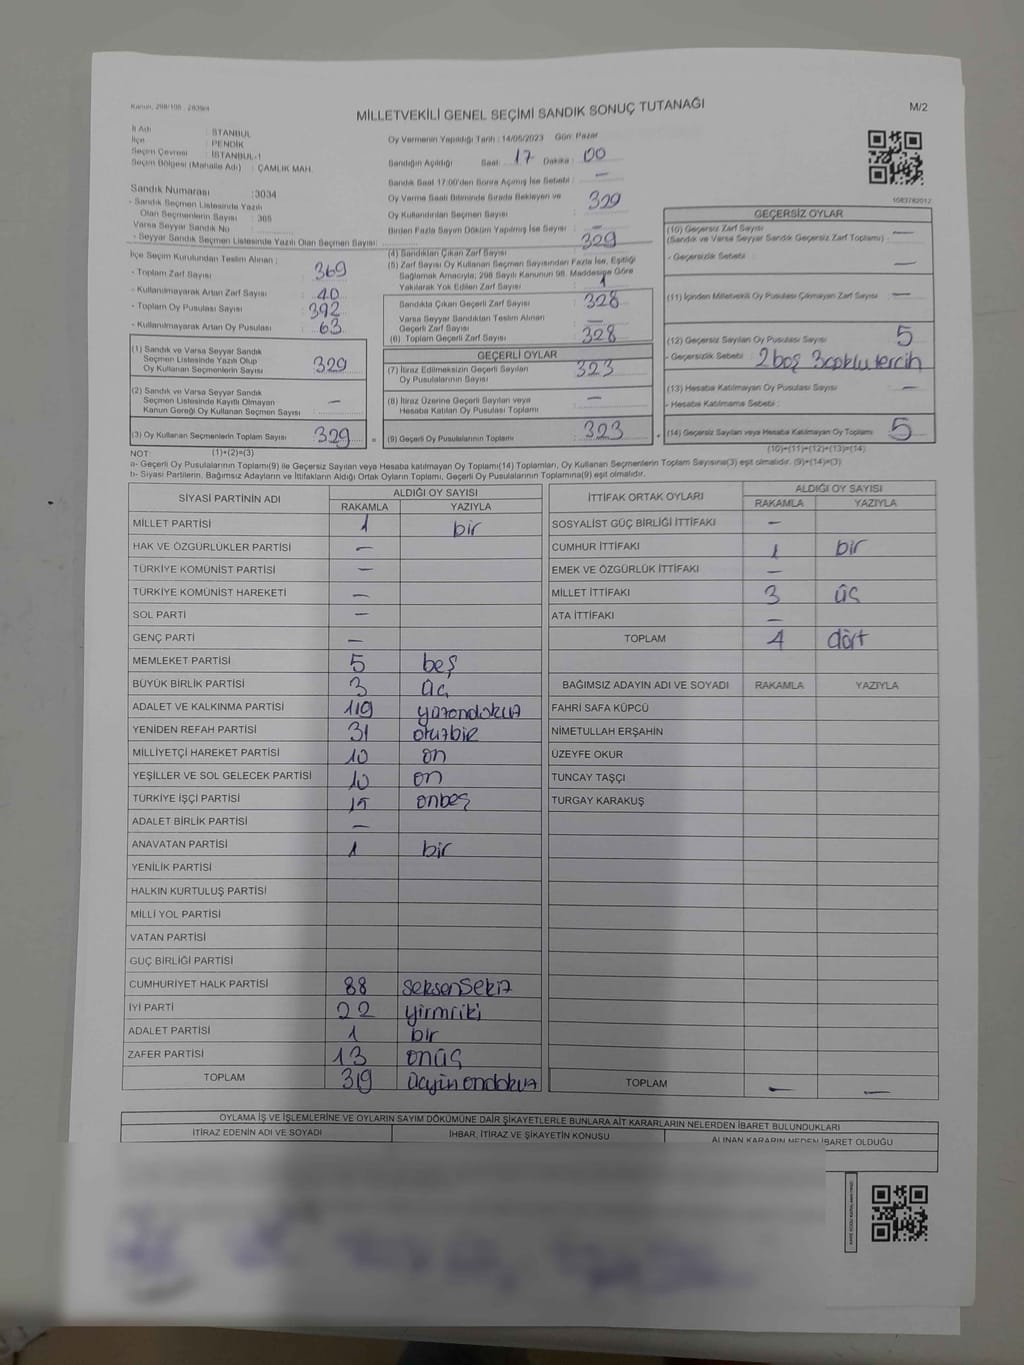 Kanun, 298/105 : 2839/4
MİLLETVEKİLİ GENEL SEÇİMİ SANDIK SONUÇ TUTANAĞI
M/2
İl Adı : İSTANBUL
İlçe : PENDİK
Seçim Çevresi : İSTANBUL-1
Seçim Bölgesi (Mahalle Adı) : ÇAMLIK MAH.
Oy Vermenin Yapıldığı Tarih : 14/05/2023 Gün: Pazar
Sandığın Açıldığı Saat: 17 Dakika : 00
Sandık Saat 17:00'den Sonra Açılmış İse Sebebi : –
Sandık Numarası :3034
- Sandık Seçmen Listesinde Yazılı
Olan Seçmenlerin Sayısı : 365
Varsa Seyyar Sandık No
- Seyyar Sandık Seçmen Listesinde Yazılı Olan Seçmen Sayısı:
Oy Verme Saati Bitiminde Sırada Bekleyen ve
Oy Kullandırılan Seçmen Sayısı 329
Birden Fazla Sayım Döküm Yapılmış İse Sayısı : –
1083782012
İlçe Seçim Kurulundan Teslim Alınan :
- Toplam Zarf Sayısı 369
- Kullanılmayarak Artan Zarf Sayısı 40
- Toplam Oy Pusulası Sayısı 392
- Kullanılmayarak Artan Oy Pusulası 63
(4) Sandıktan Çıkan Zarf Sayısı 329
(5) Zarf Sayısı Oy Kullanan Seçmen Sayısından Fazla İse, Eşitliği
Sağlamak Amacıyla; 298 Sayılı Kanunun 98. Maddesine Göre
Yakılarak Yok Edilen Zarf Sayısı : 1
Sandıkta Çıkan Geçerli Zarf Sayısı : 328
Varsa Seyyar Sandıktan Teslim Alınan
Geçerli Zarf Sayısı –
(6) Toplam Geçerli Zarf Sayısı : 328
GEÇERSİZ OYLAR
(10) Geçersiz Zarf Sayısı
(Sandık ve Varsa Seyyar Sandık Geçersiz Zarf Toplamı) –
- Geçersizlik Sebebi : –
(11) İçinden Milletvekili Oy Pusulası Çıkmayan Zarf Sayısı –
(12) Geçersiz Sayılan Oy Pusulası Sayısı 5
- Geçersizlik Sebebi : 2 boş 3 çoklu tercih
(13) Hesaba Katılmayan Oy Pusulası Sayısı –
- Hesaba Katılmama Sebebi :
(14) Geçersiz Sayılan veya Hesaba Katılmayan Oy Toplamı 5
(10)+(11)+(12)+(13)=(14)
(1) Sandık ve Varsa Seyyar Sandık
Seçmen Listesinde Yazılı Olup
Oy Kullanan Seçmenlerin Sayısı 329
(2) Sandık ve Varsa Seyyar Sandık
Seçmen Listesinde Kayıtlı Olmayan
Kanun Gereği Oy Kullanan Seçmen Sayısı –
(3) Oy Kullanan Seçmenlerin Toplam Sayısı 329 =
GEÇERLİ OYLAR
(7) İtiraz Edilmeksizin Geçerli Sayılan
Oy Pusulalarının Sayısı : 323
(8) İtiraz Üzerine Geçerli Sayılan veya
Hesaba Katılan Oy Pusulası Toplamı –
(9) Geçerli Oy Pusulalarının Toplamı : 323 +
NOT: (1)+(2)=(3)
a- Geçerli Oy Pusulalarının Toplamı(9) ile Geçersiz Sayılan veya Hesaba katılmayan Oy Toplamı(14) Toplamları, Oy Kullanan Seçmenlerin Toplam Sayısına(3) eşit olmalıdır. (9)+(14)=(3)
b- Siyasi Partilerin, Bağımsız Adayların ve İttifakların Aldığı Ortak Oyların Toplamı, Geçerli Oy Pusulalarının Toplamına(9) eşit olmalıdır.
SİYASİ PARTİNİN ADI ALDIĞI OY SAYISI
RAKAMLA YAZIYLA
MİLLET PARTİSİ 1 bir
HAK VE ÖZGÜRLÜKLER PARTİSİ –
TÜRKİYE KOMÜNİST PARTİSİ –
TÜRKİYE KOMÜNİST HAREKETİ –
SOL PARTİ –
GENÇ PARTİ –
MEMLEKET PARTİSİ 5 beş
BÜYÜK BİRLİK PARTİSİ 3 üç
ADALET VE KALKINMA PARTİSİ 119 yüzondokuz
YENİDEN REFAH PARTİSİ 31 otuzbir
MİLLİYETÇİ HAREKET PARTİSİ 10 on
YEŞİLLER VE SOL GELECEK PARTİSİ 10 on
TÜRKİYE İŞÇİ PARTİSİ 15 onbeş
ADALET BİRLİK PARTİSİ –
ANAVATAN PARTİSİ 1 bir
YENİLİK PARTİSİ
HALKIN KURTULUŞ PARTİSİ
MİLLİ YOL PARTİSİ
VATAN PARTİSİ
GÜÇ BİRLİĞİ PARTİSİ
CUMHURİYET HALK PARTİSİ 88 seksensekiz
İYİ PARTİ 22 yirmiiki
ADALET PARTİSİ 1 bir
ZAFER PARTİSİ 13 onüç
TOPLAM 319 üçyüzondokuz
İTTİFAK ORTAK OYLARI ALDIĞI OY SAYISI
RAKAMLA YAZIYLA
SOSYALİST GÜÇ BİRLİĞİ İTTİFAKI –
CUMHUR İTTİFAKI 1 bir
EMEK VE ÖZGÜRLÜK İTTİFAKI –
MİLLET İTTİFAKI 3 üç
ATA İTTİFAKI –
TOPLAM 4 dört
BAĞIMSIZ ADAYIN ADI VE SOYADI RAKAMLA YAZIYLA
FAHRİ SAFA KÜPCÜ
NİMETULLAH ERŞAHİN
ÜZEYFE OKUR
TUNCAY TAŞÇI
TURGAY KARAKUŞ
TOPLAM – –
OYLAMA İŞ VE İŞLEMLERİNE VE OYLARIN SAYIM DÖKÜMÜNE DAİR ŞİKAYETLERLE BUNLARA AİT KARARLARIN NELERDEN İBARET BULUNDUKLARI
İTİRAZ EDENİN ADI VE SOYADI İHBAR, İTİRAZ VE ŞİKAYETİN KONUSU ALINAN KARARIN NEDEN İBARET OLDUĞU